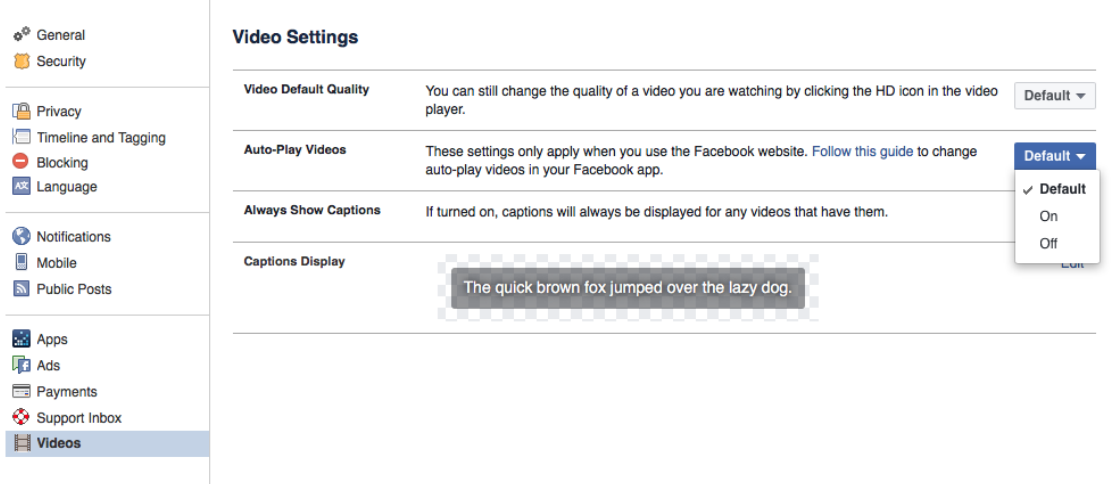 General
Security
Privacy
Timeline and Tagging
Blocking
Language
Notifications
Mobile
Public Posts
Apps
Ads
Payments
Support Inbox
Videos
Video Settings
Video Default Quality
You can still change the quality of a video you are watching by clicking the HD icon in the video
player.
Default
Auto-Play Videos
These settings only apply when you use the Facebook website. Follow this guide to change
auto-play videos in your Facebook app.
Default
Default
On
Off
Always Show Captions
If turned on, captions will always be displayed for any videos that have them.
Captions Display
The quick brown fox jumped over the lazy dog.
Edit